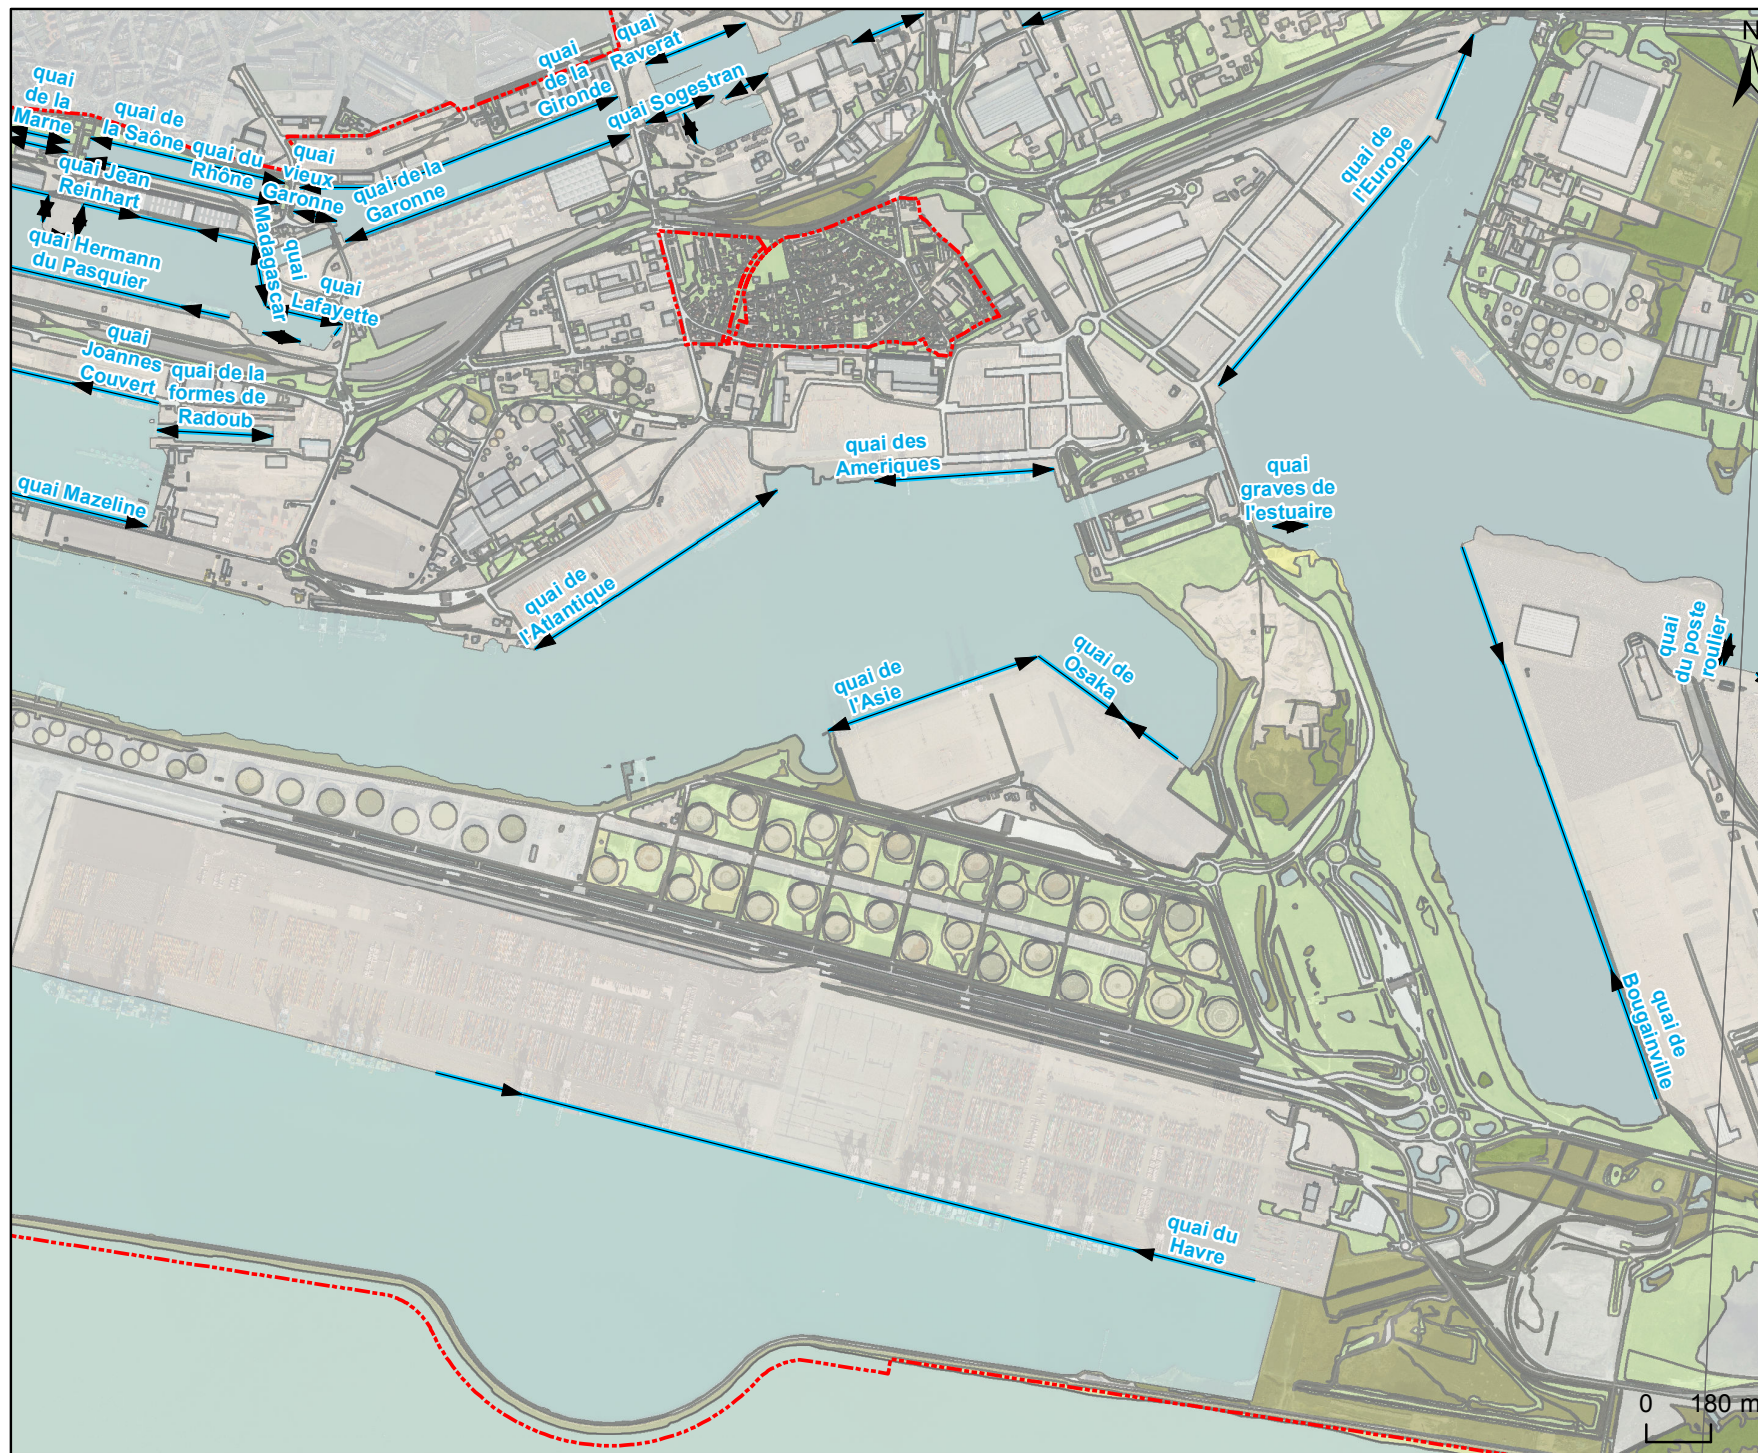 quai
de la
Marne
quai de
la Saône
quai du
Rhône
quai
vieux
Garonne
quai de la
Garonne
quai
de la
Gironde
quai
Raverat
quai Sogestran
quai Jean
Reinhart
quai Hermann
du Pasquier
quai
Madagascar
quai
Lafayette
quai
Joannes
Couvert
quai de la
formes de
Radoub
quai Mazeline
quai de
l'Atlantique
quai des
Ameriques
quai de
l'Europe
N
quai
graves de
l'estuaire
quai de
l'Asie
quai de
Osaka
quai
du poste
roulier
quai de
Bougainville
quai du
Havre
0 180 m